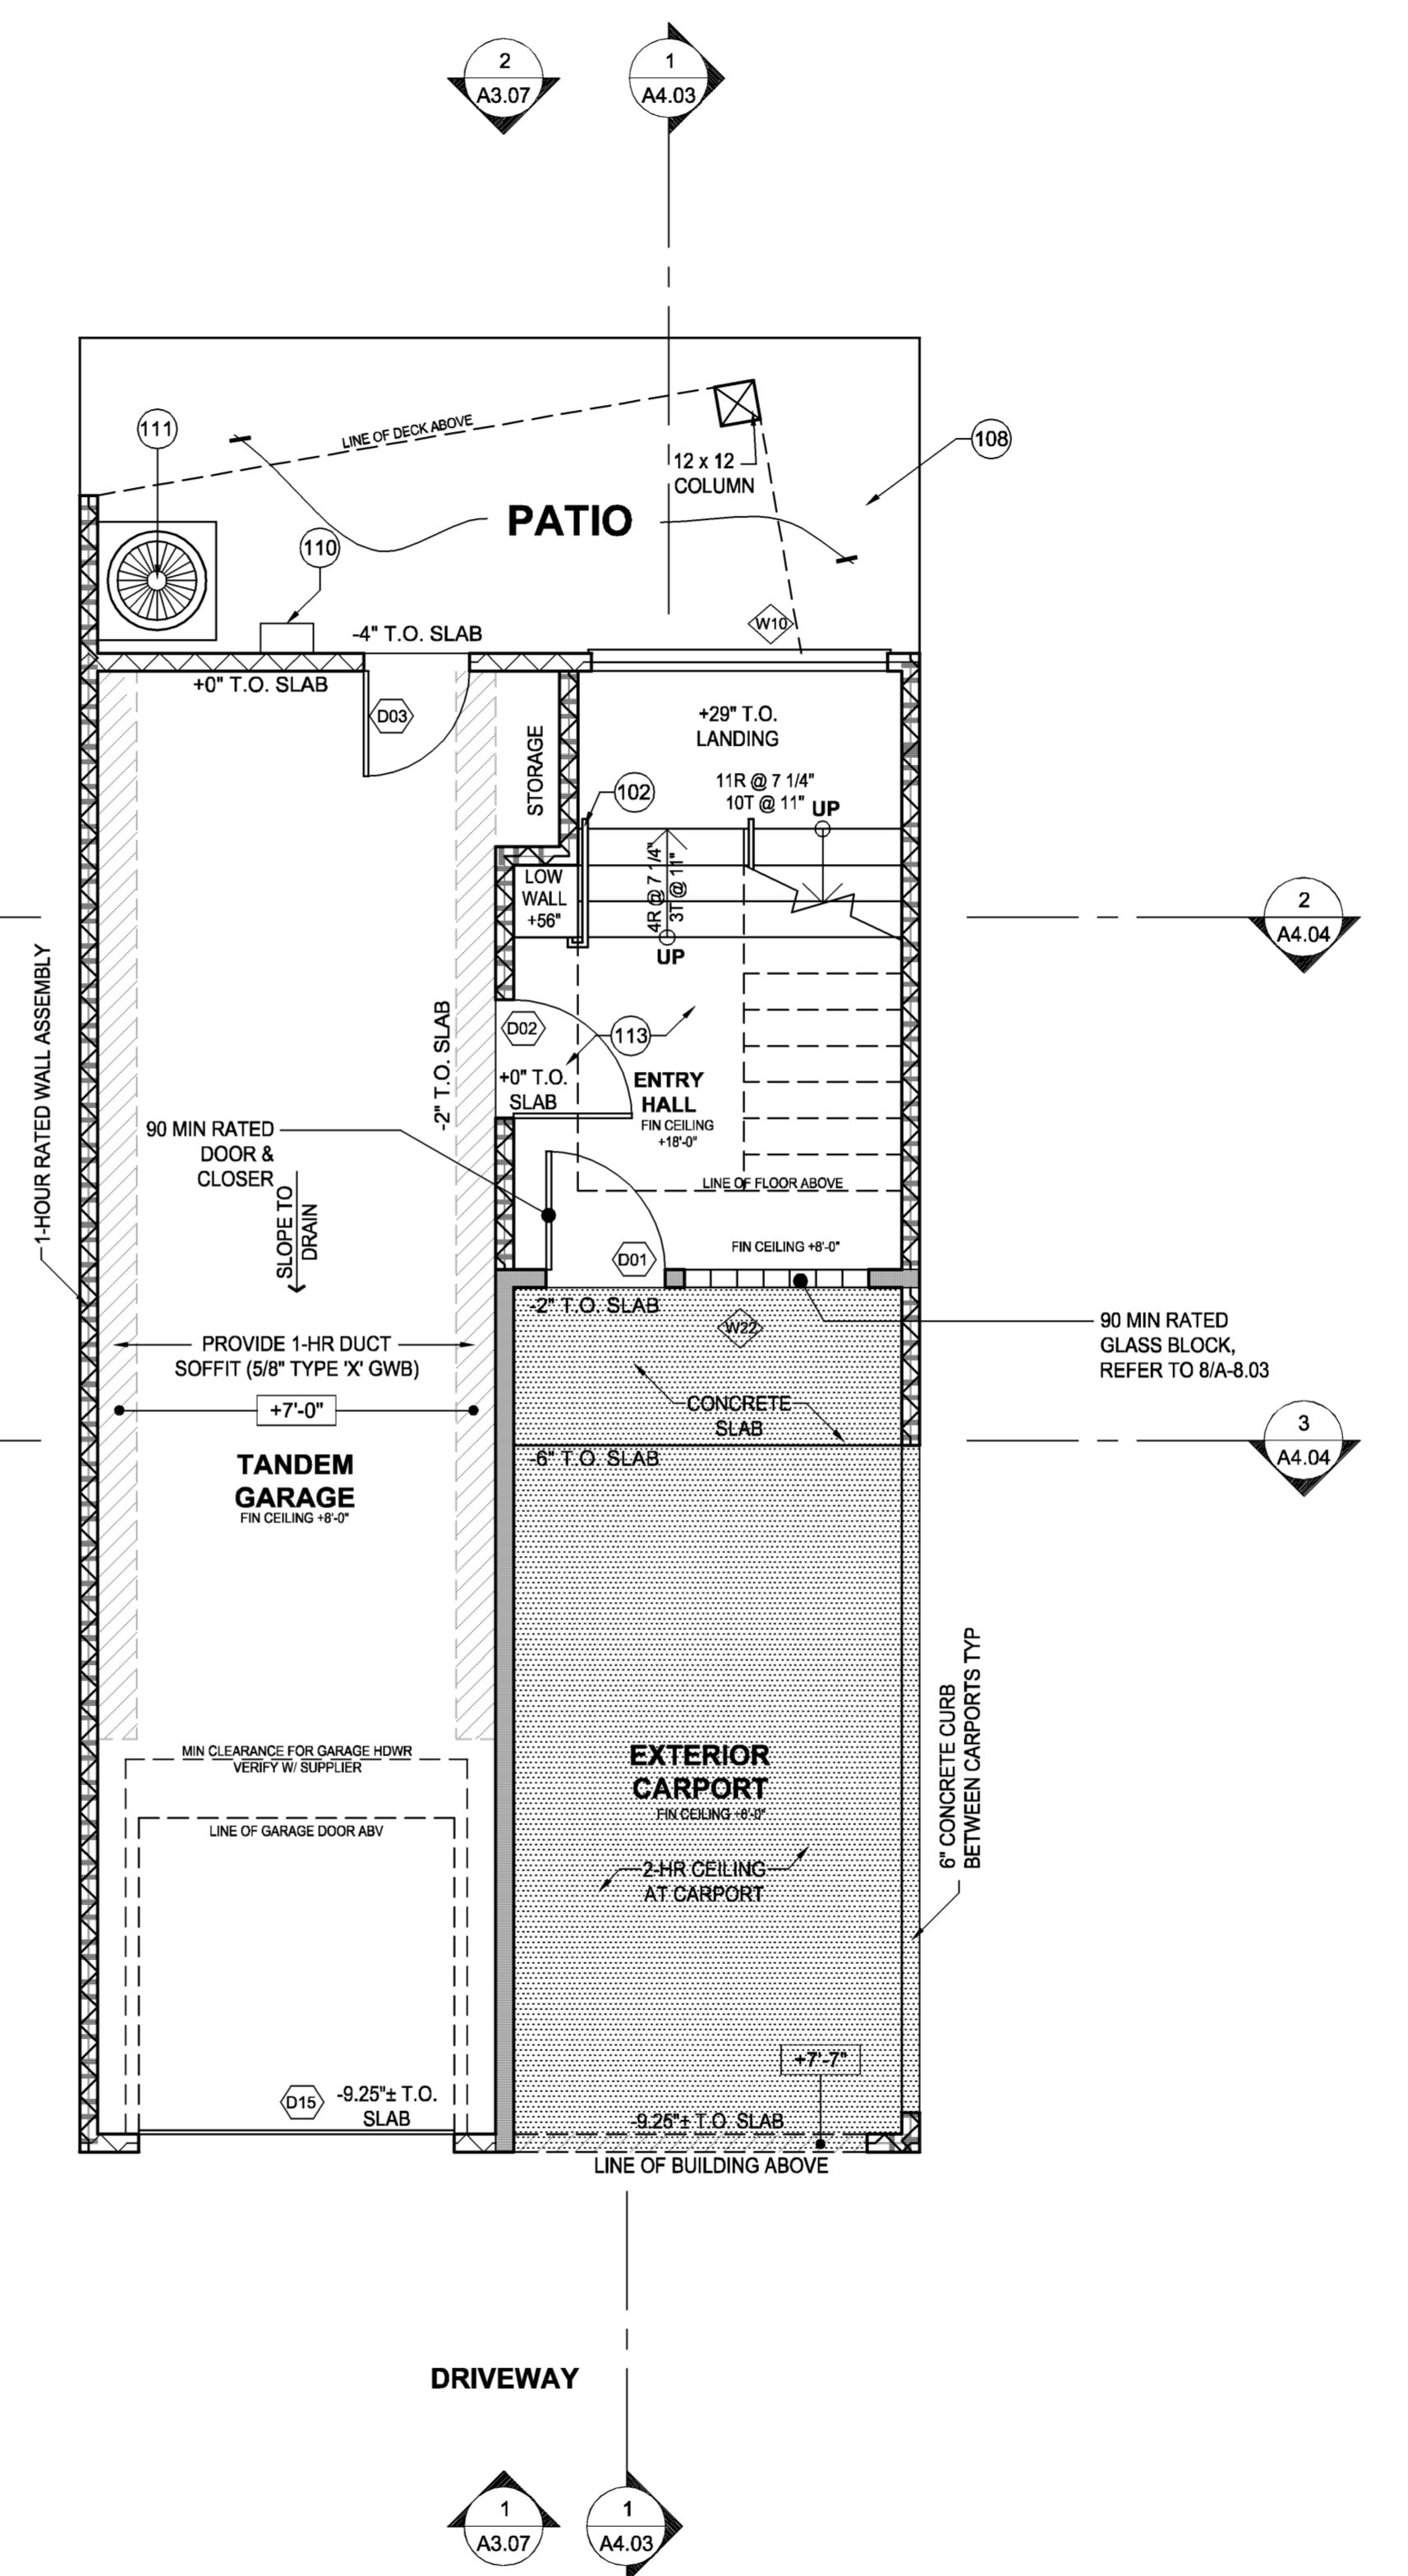 2
A3.07
1
A4.03
111
LINE OF DECK ABOVE
12 x 12
COLUMN
108
PATIO
110
-4" T.O. SLAB
W10
+0" T.O. SLAB
D03
STORAGE
+29" T.O.
LANDING
102
11R @ 7 1/4"
10T @ 11"
UP
4R @ 7 1/4"
3T @ 11"
LOW
WALL
+56"
UP
2
A4.04
1-HOUR RATED WALL ASSEMBLY
-2" T.O. SLAB
D02
113
+0" T.O.
SLAB
ENTRY
HALL
FIN CEILING
+18'-0"
90 MIN RATED
DOOR &
CLOSER
SLOPE TO
DRAIN
LINE OF FLOOR ABOVE
D01
FIN CEILING +8'-0"
-2" T.O. SLAB
W22
90 MIN RATED
GLASS BLOCK,
REFER TO 8/A-8.03
PROVIDE 1-HR DUCT
SOFFIT (5/8" TYPE 'X' GWB)
+7'-0"
CONCRETE
SLAB
3
A4.04
-6" T.O. SLAB
TANDEM
GARAGE
FIN CEILING +8'-0"
6" CONCRETE CURB
BETWEEN CARPORTS TYP
MIN CLEARANCE FOR GARAGE HDWR
VERIFY W/ SUPPLIER
EXTERIOR
CARPORT
FIN CEILING +8'-0"
LINE OF GARAGE DOOR ABV
2-HR CEILING
AT CARPORT
+7'-7"
D15
-9.25"± T.O.
SLAB
-9.25"± T.O. SLAB
LINE OF BUILDING ABOVE
DRIVEWAY
1
A3.07
1
A4.03